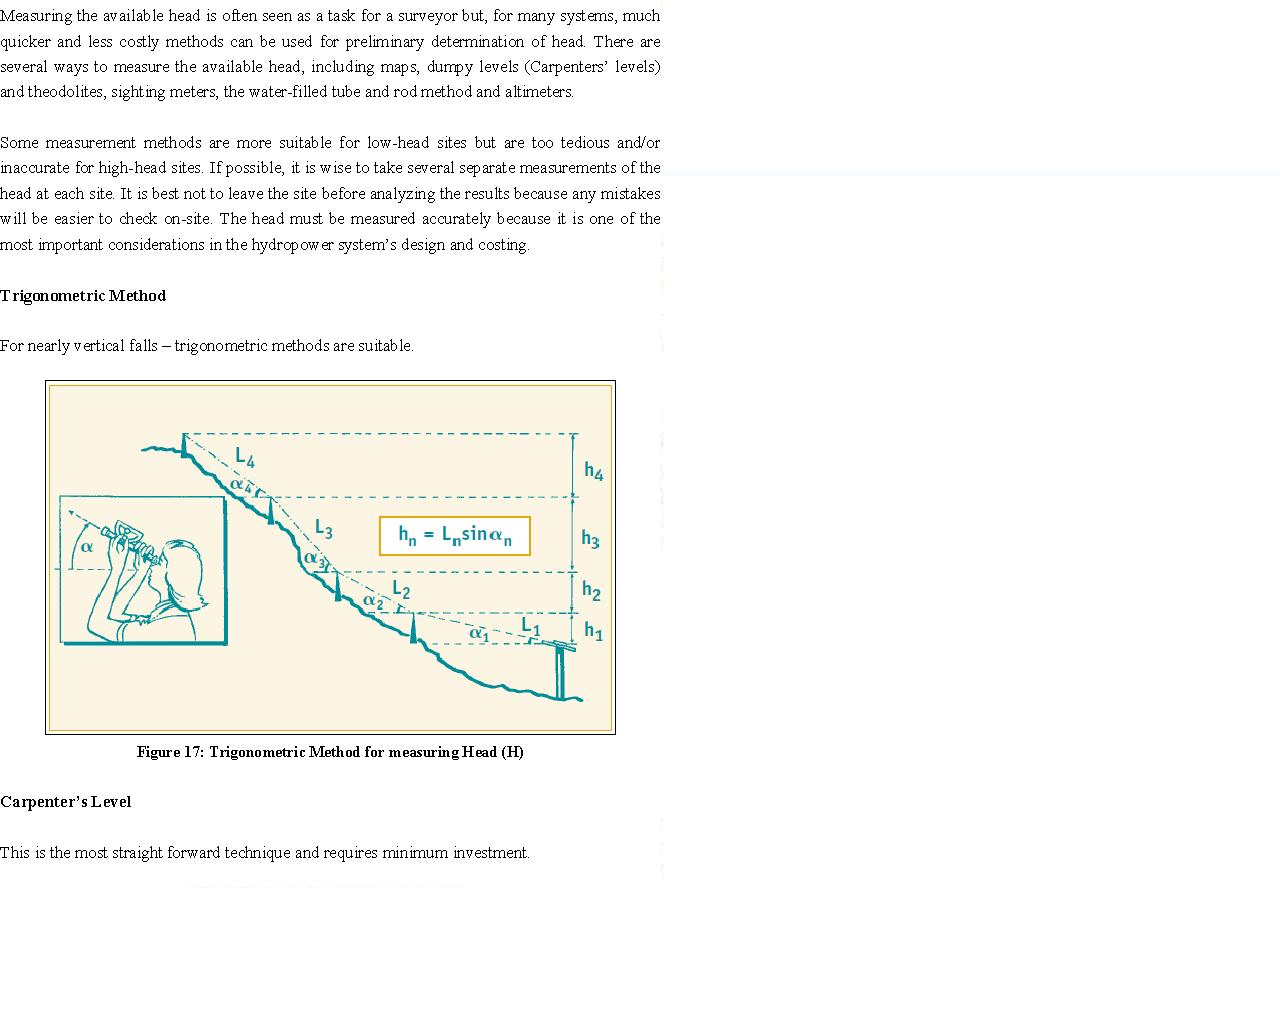 Measuring the available head is often seen as a task for a surveyor but, for many systems, much
quicker and less costly methods can be used for preliminary determination of head. There are
several ways to measure the available head, including maps, dumpy levels (Carpenters’ levels)
and theodolites, sighting meters, the water-filled tube and rod method and altimeters.
Some measurement methods are more suitable for low-head sites but are too tedious and/or
inaccurate for high-head sites. If possible, it is wise to take several separate measurements of the
head at each site. It is best not to leave the site before analyzing the results because any mistakes
will be easier to check on-site. The head must be measured accurately because it is one of the
most important considerations in the hydropower system’s design and costing.
Trigonometric Method
For nearly vertical falls – trigonometric methods are suitable.
L4
h4
α4
L3
hn = Lnsinαn
h3
α
α3
L2
h2
α2
L1
h1
α1
Figure 17: Trigonometric Method for measuring Head (H)
Carpenter’s Level
This is the most straight forward technique and requires minimum investment.